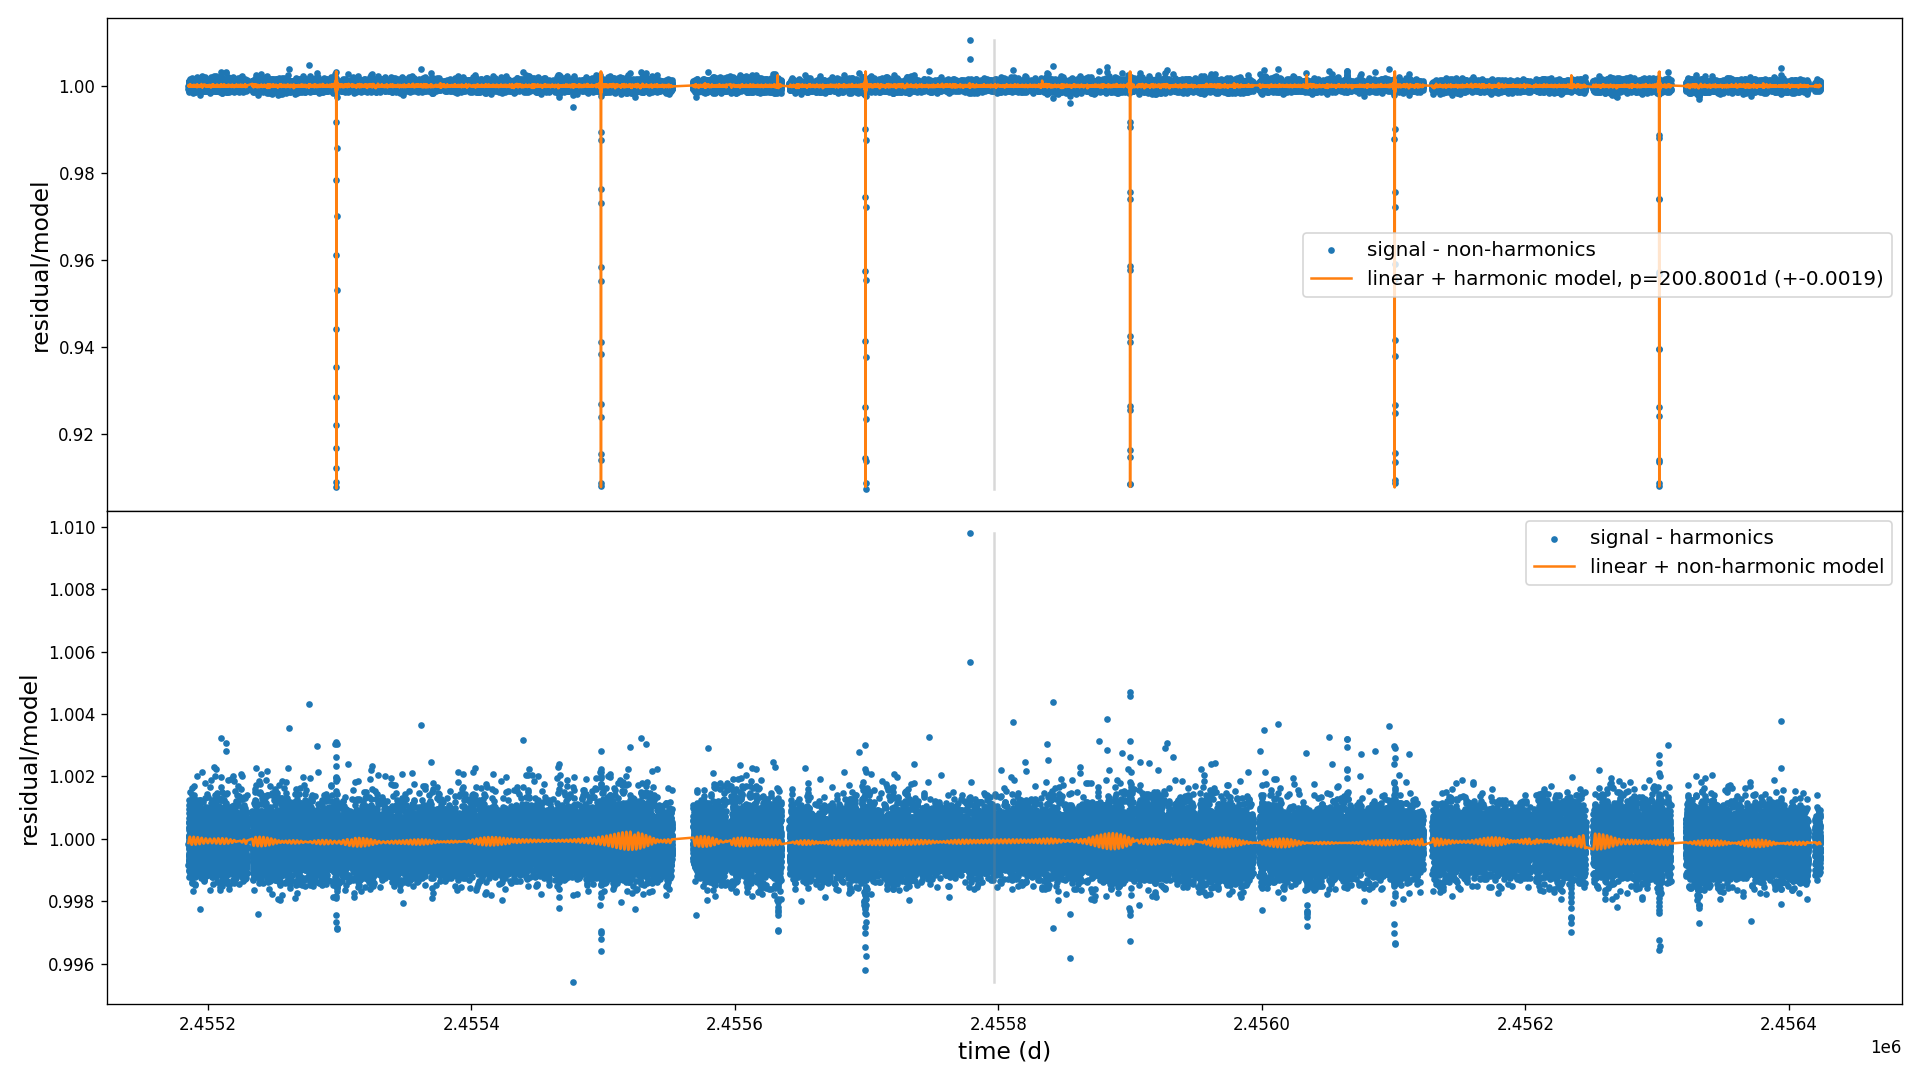 1.00
0.98
0.96
0.94
0.92
residual/model
signal - non-harmonics
linear + harmonic model, p=200.8001d (+-0.0019)
1.010
1.008
1.006
1.004
1.002
1.000
0.998
0.996
residual/model
signal - harmonics
linear + non-harmonic model
2.4552
2.4554
2.4556
2.4558
2.4560
2.4562
2.4564
1e6
time (d)